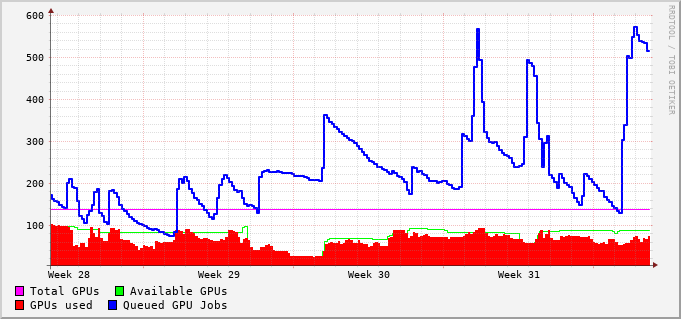 600
500
400
300
200
100
Week 28 Week 29 Week 30 Week 31
Total GPUs Available GPUs
GPUs used Queued GPU Jobs
RRDTOOL / TOBI OETIKER